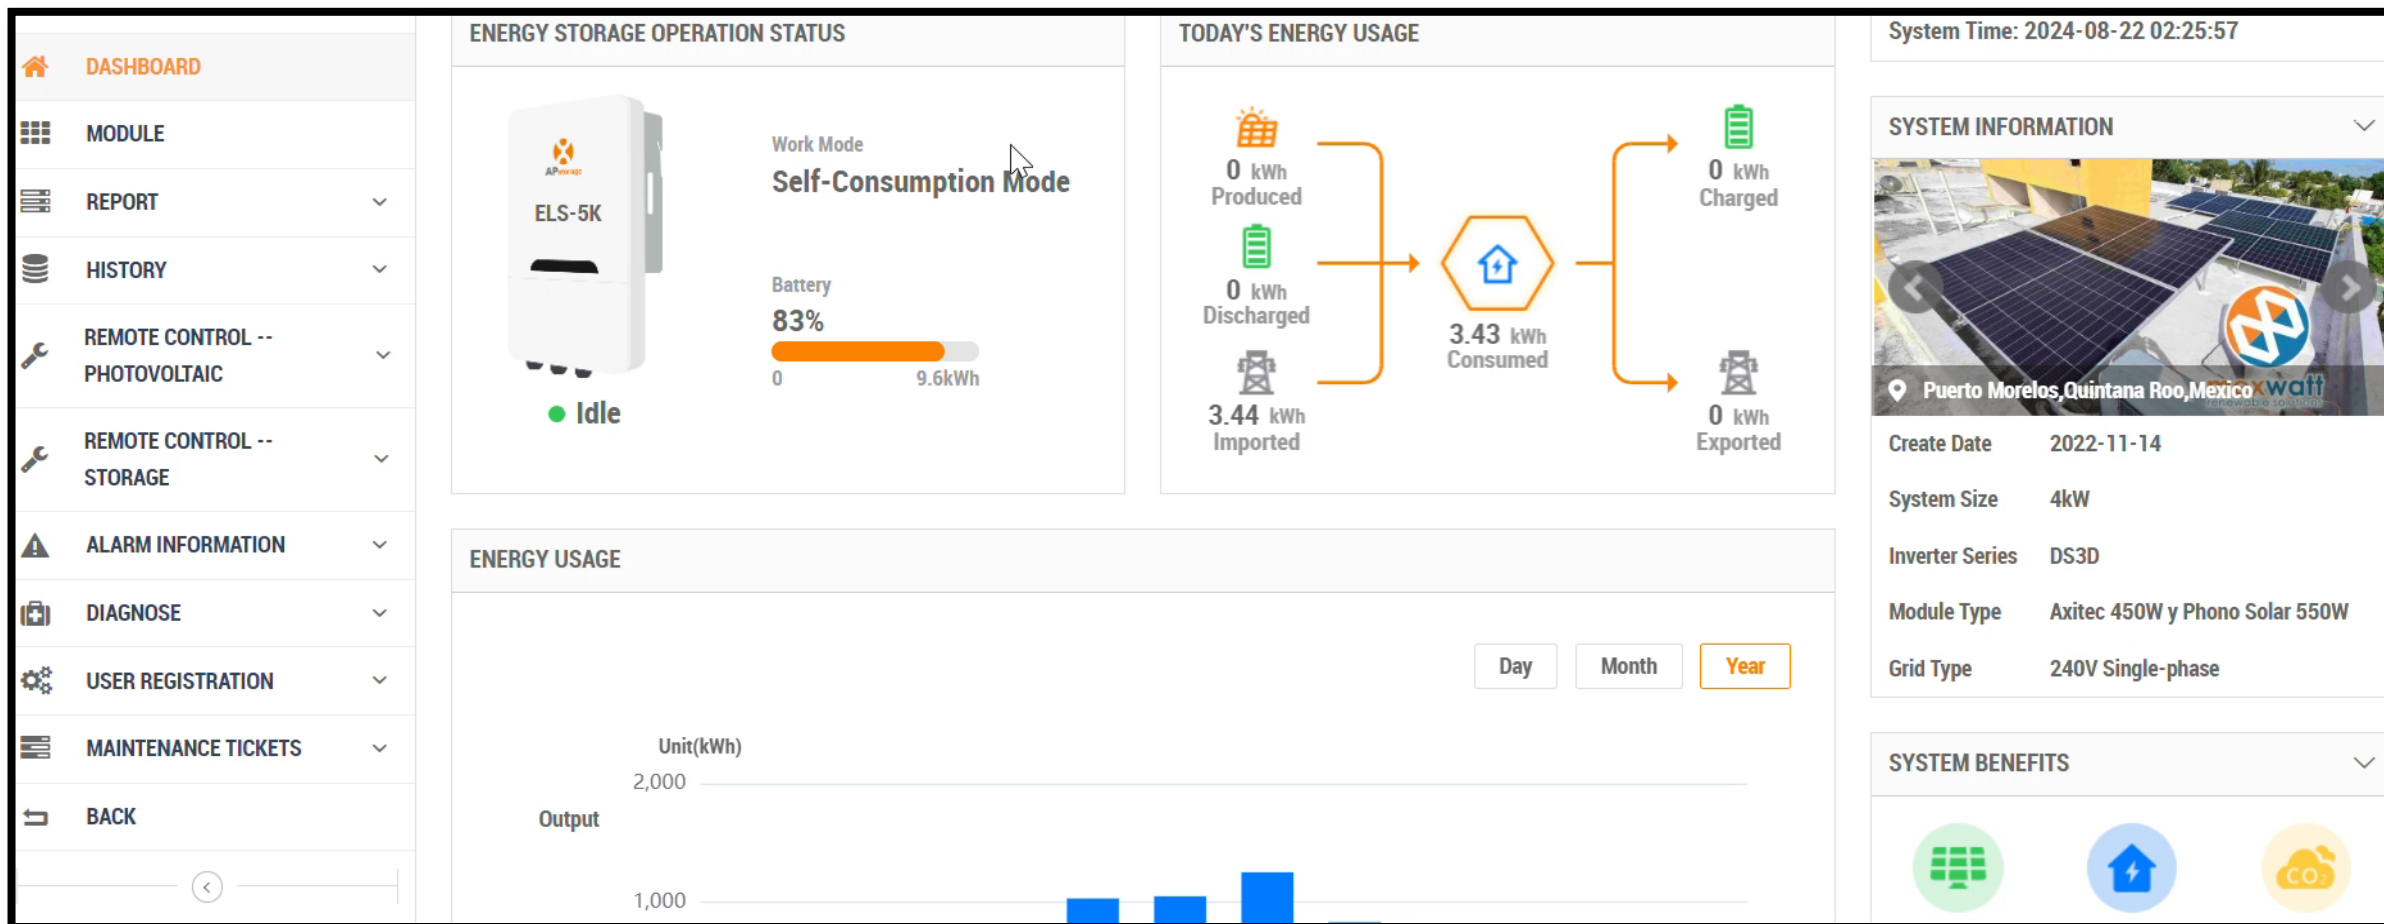 DASHBOARD
MODULE
REPORT
HISTORY
REMOTE CONTROL --
PHOTOVOLTAIC
REMOTE CONTROL --
STORAGE
ALARM INFORMATION
DIAGNOSE
USER REGISTRATION
MAINTENANCE TICKETS
BACK
ENERGY STORAGE OPERATION STATUS
APstorage
ELS-5K
Idle
Work Mode
Self-Consumption Mode
Battery
83%
0 9.6kWh
TODAY'S ENERGY USAGE
0 kWh
Produced
0 kWh
Discharged
3.44 kWh
Imported
3.43 kWh
Consumed
0 kWh
Charged
0 kWh
Exported
ENERGY USAGE
Day Month Year
Unit(kWh)
2,000
Output
1,000
System Time: 2024-08-22 02:25:57
SYSTEM INFORMATION
Puerto Morelos,Quintana Roo,Mexico
renewable solutions
Create Date 2022-11-14
System Size 4kW
Inverter Series DS3D
Module Type Axitec 450W y Phono Solar 550W
Grid Type 240V Single-phase
SYSTEM BENEFITS
CO2